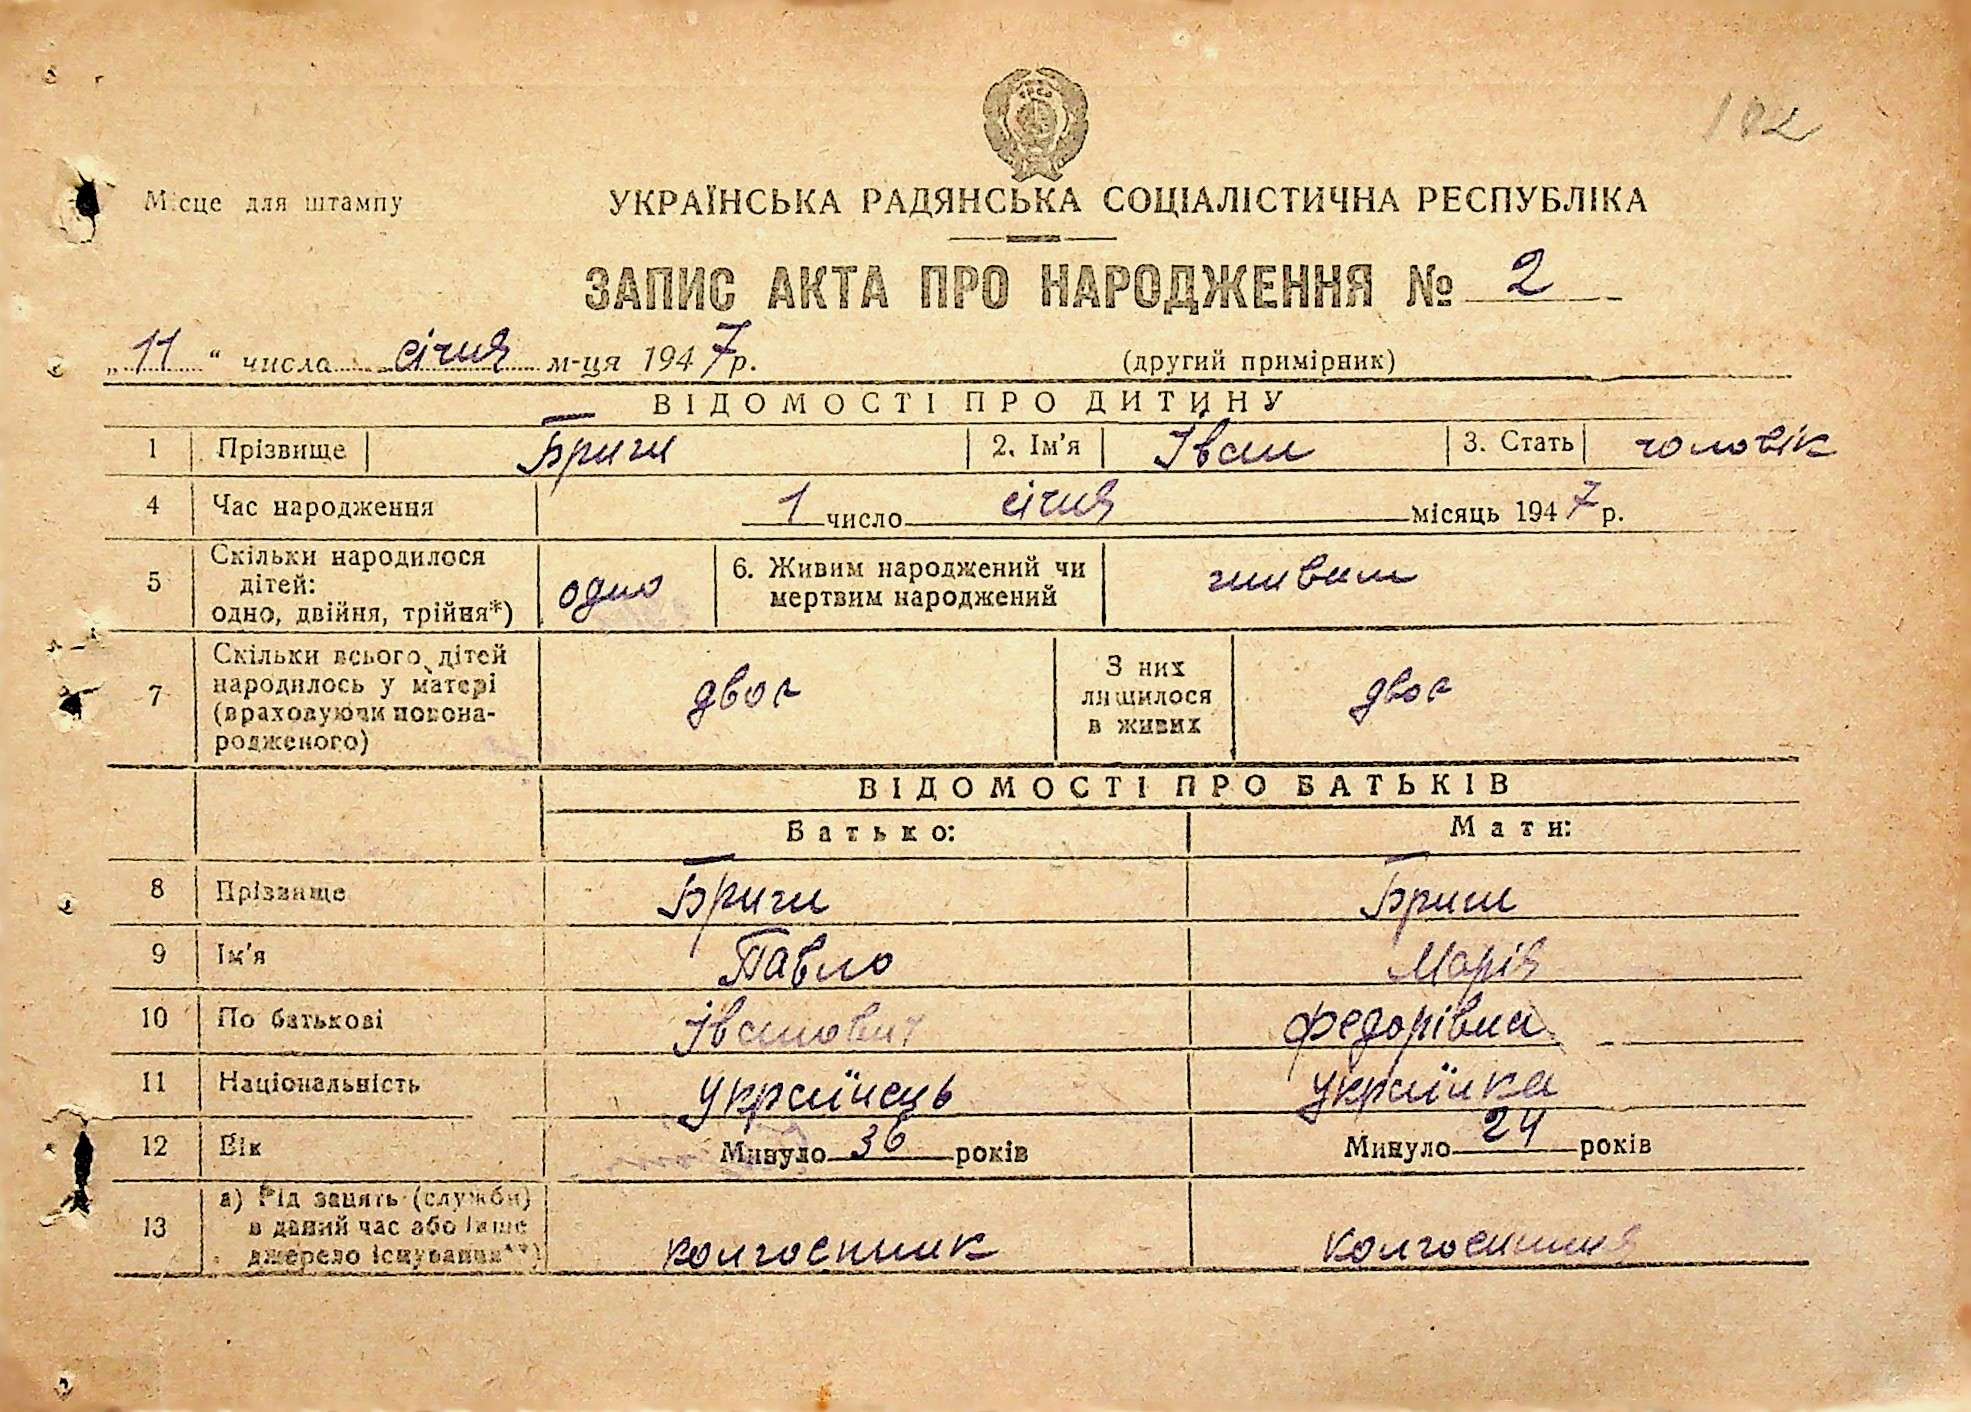 102
Місце для штампу
УКРАЇНСЬКА РАДЯНСЬКА СОЦІАЛІСТИЧНА РЕСПУБЛІКА
ЗАПИС АКТА ПРО НАРОДЖЕННЯ № 2
„ 11 “ числа січня м-ця 1947 р.
(другий примірник)
ВІДОМОСТІ ПРО ДИТИНУ
1 Прізвище 2. Ім'я Іван 3. Стать чоловік
4 Час народження 1 число січня місяць 1947 р.
5 Скільки народилося дітей: одно, двійня, трійня*) одно 6. Живим народжений чи мертвим народжений живим
7 Скільки всього дітей народилось у матері (враховуючи новонародженого) двоє З них лишилося в живих двоє
ВІДОМОСТІ ПРО БАТЬКІВ
Батько: Мати:
8 Прізвище
9 Ім'я Павло Марія
10 По батькові Іванович Федорівна
11 Національність українець українка
12 Вік Минуло 36 років Минуло 24 років
13 а) Рід занять (служби) в даний час або інше джерело існування**) колгоспник колгоспниця